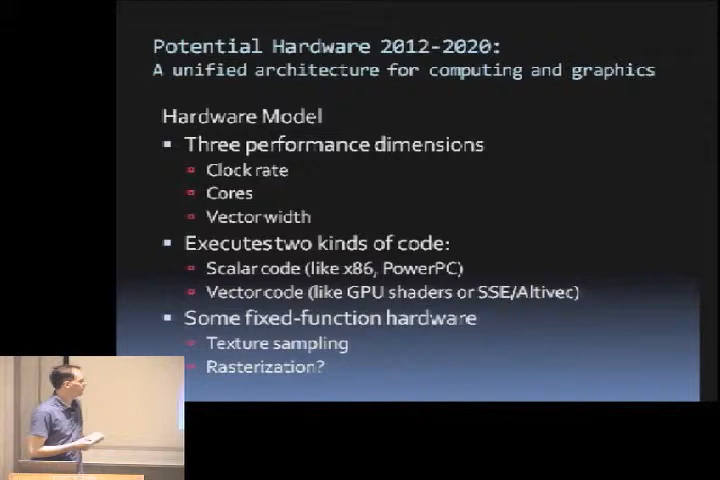 Potential Hardware 2012-2020:
A unified architecture for computing and graphics
Hardware Model
Three performance dimensions
Clock rate
Cores
Vector width
Executes two kinds of code:
Scalar code (like x86, PowerPC)
Vector code (like GPU shaders or SSE/Altivec)
Some fixed-function hardware
Texture sampling
Rasterization?